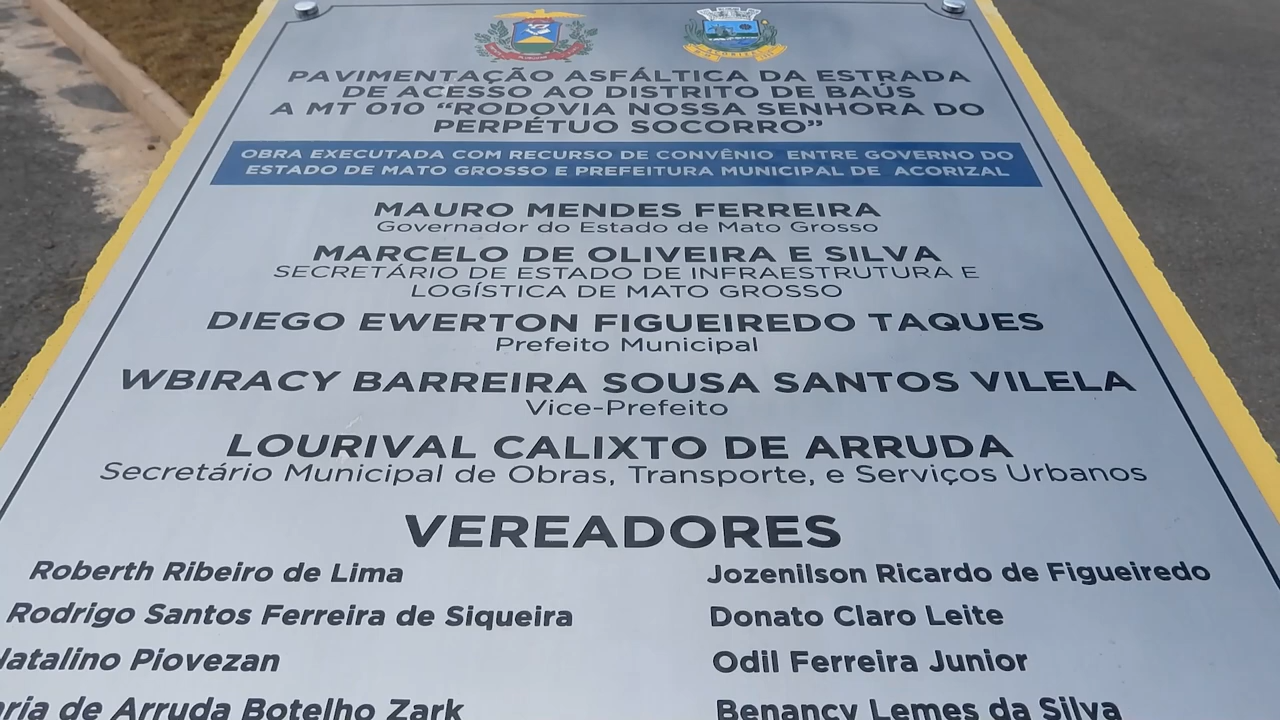 PAVIMENTAÇÃO ASFÁLTICA DA ESTRADA
DE ACESSO AO DISTRITO DE BAÚS
A MT 010 “RODOVIA NOSSA SENHORA DO
PERPÉTUO SOCORRO”
OBRA EXECUTADA COM RECURSO DE CONVÊNIO ENTRE GOVERNO DO
ESTADO DE MATO GROSSO E PREFEITURA MUNICIPAL DE ACORIZAL
MAURO MENDES FERREIRA
Governador do Estado de Mato Grosso
MARCELO DE OLIVEIRA E SILVA
SECRETÁRIO DE ESTADO DE INFRAESTRUTURA E
LOGÍSTICA DE MATO GROSSO
DIEGO EWERTON FIGUEIREDO TAQUES
Prefeito Municipal
WBIRACY BARREIRA SOUSA SANTOS VILELA
Vice-Prefeito
LOURIVAL CALIXTO DE ARRUDA
Secretário Municipal de Obras, Transporte, e Serviços Urbanos
VEREADORES
Roberth Ribeiro de Lima
Jozenilson Ricardo de Figueiredo
Rodrigo Santos Ferreira de Siqueira
Donato Claro Leite
Piovezan
Odil Ferreira Junior
de Arruda Botelho Zark
Benancy Lemes da Silva